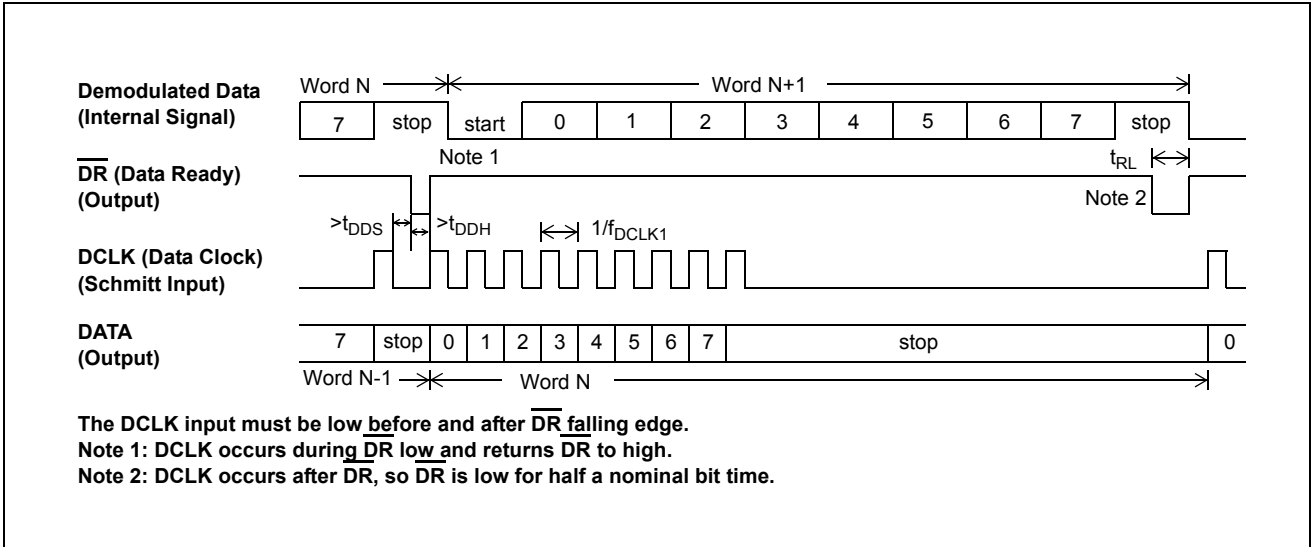 Demodulated Data
(Internal Signal)
Word N
Word N+1
7 stop start 0 1 2 3 4 5 6 7 stop
DR (Data Ready)
(Output)
Note 1
tRL
Note 2
>tDDS >tDDH 1/fDCLK1
DCLK (Data Clock)
(Schmitt Input)
DATA
(Output)
7 stop 0 1 2 3 4 5 6 7 stop 0
Word N-1 Word N
The DCLK input must be low before and after DR falling edge.
Note 1: DCLK occurs during DR low and returns DR to high.
Note 2: DCLK occurs after DR, so DR is low for half a nominal bit time.